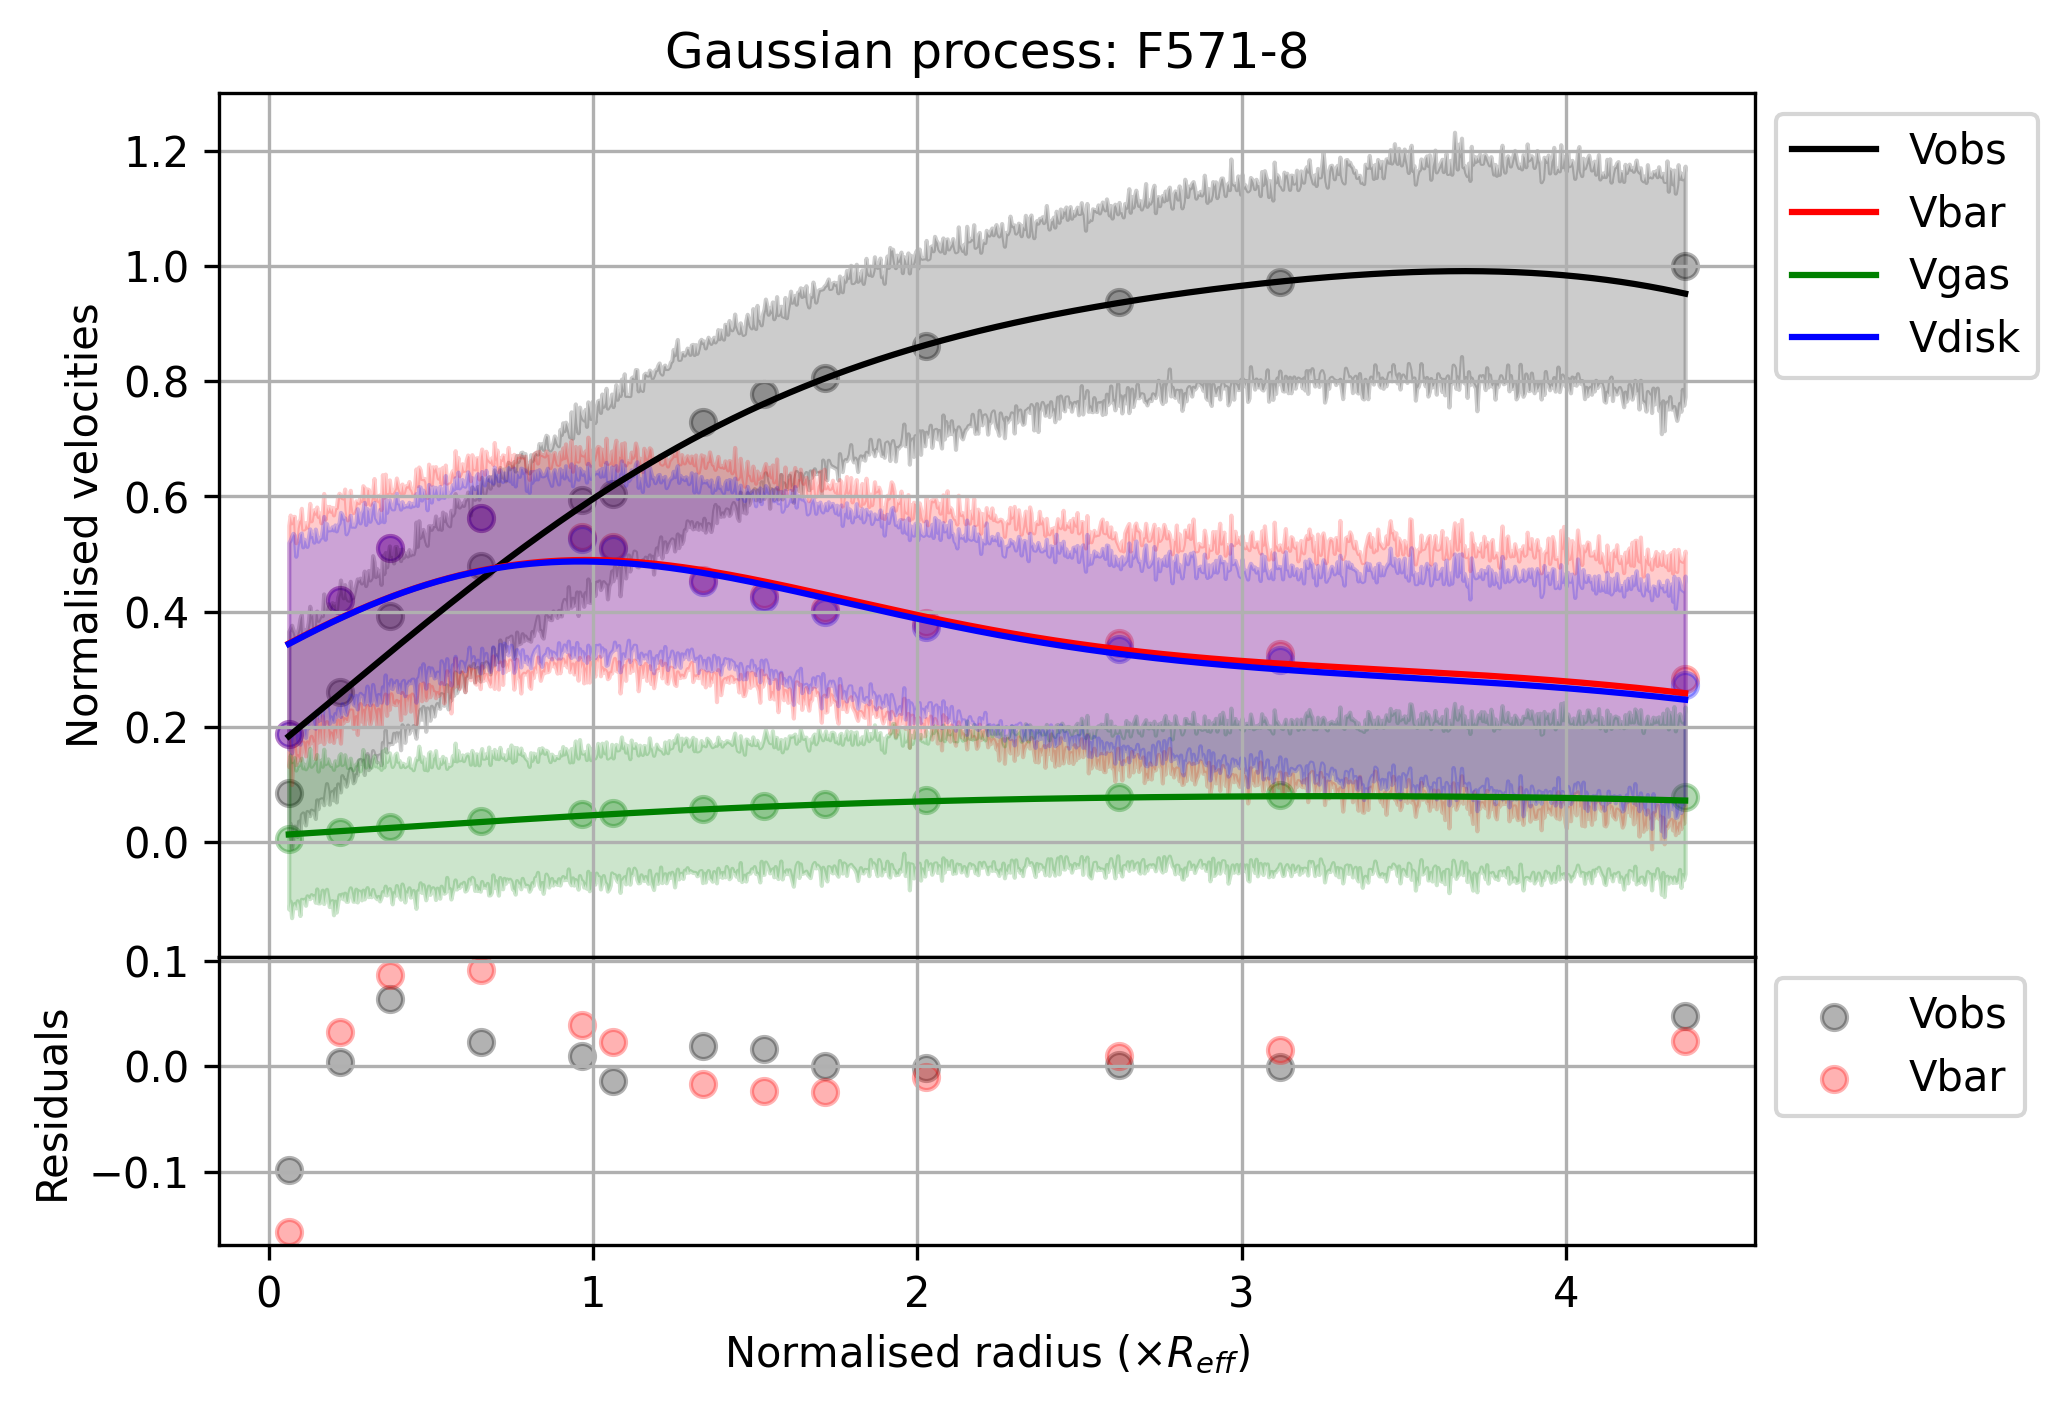 Gaussian process: F571-8
Normalised velocities
1.2
1.0
0.8
0.6
0.4
0.2
0.0
Vobs
Vbar
Vgas
Vdisk
Residuals
0.1
0.0
−0.1
Vobs
Vbar
0 1 2 3 4
Normalised radius (×R_eff)